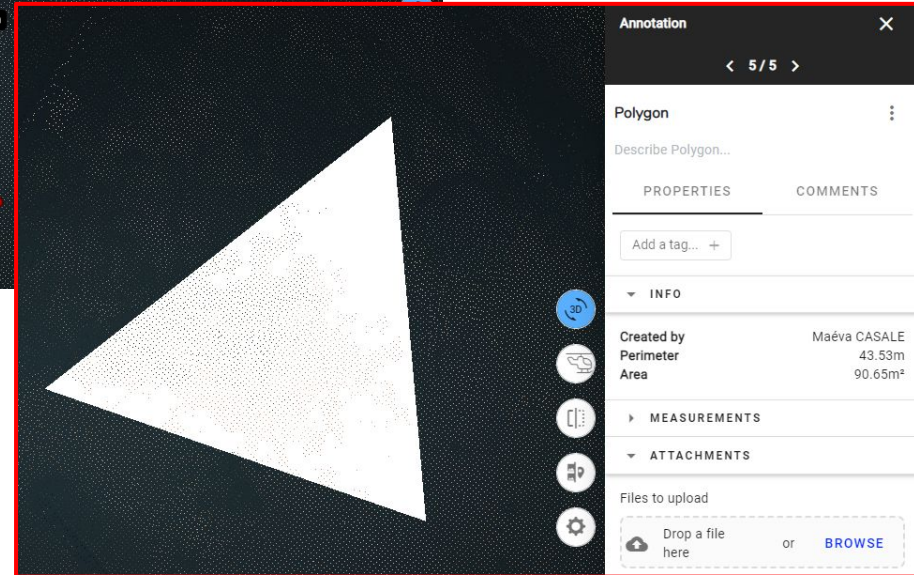 Annotation
5/5
Polygon
Describe Polygon...
PROPERTIES COMMENTS
Add a tag... +
INFO
Created by Maéva CASALE
Perimeter 43.53m
Area 90.65m²
MEASUREMENTS
ATTACHMENTS
Files to upload
Drop a file here or BROWSE
3D